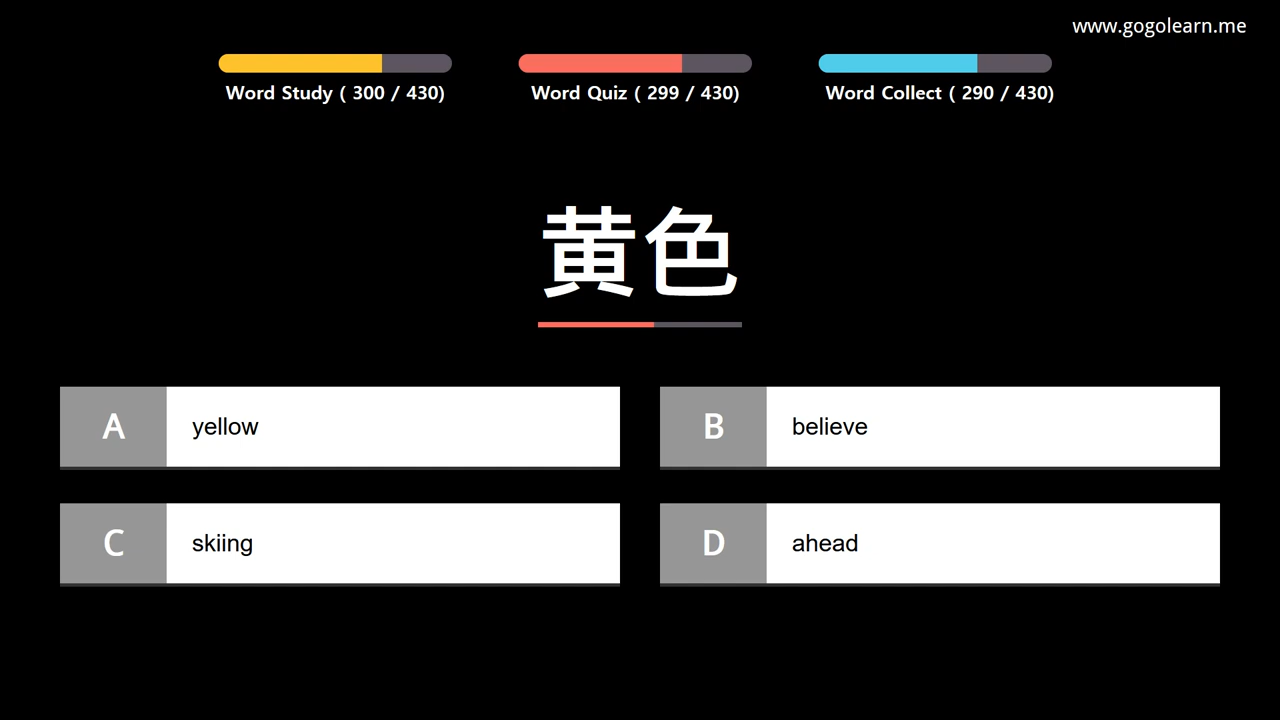 www.gogolearn.me
Word Study ( 300 / 430)
Word Quiz ( 299 / 430)
Word Collect ( 290 / 430)
黄色
A yellow
B believe
C skiing
D ahead